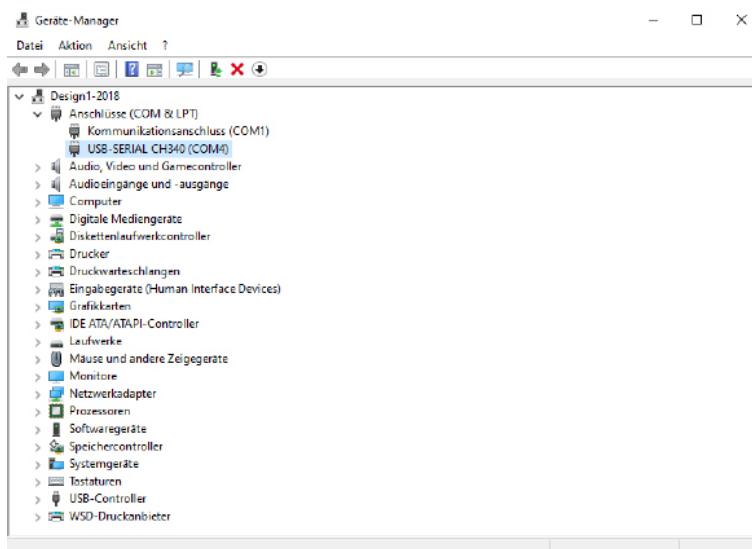 Geräte-Manager
Datei Aktion Ansicht ?
Design1-2018
Anschlüsse (COM & LPT)
Kommunikationsanschluss (COM1)
USB-SERIAL CH340 (COM4)
Audio, Video und Gamecontroller
Audioeingänge und -ausgänge
Computer
Digitale Mediengeräte
Diskettenlaufwerkcontroller
Drucker
Druckwarteschlangen
Eingabegeräte (Human Interface Devices)
Grafikkarten
IDE ATA/ATAPI-Controller
Laufwerke
Mäuse und andere Zeigegeräte
Monitore
Netzwerkadapter
Prozessoren
Softwaregeräte
Speichercontroller
Systemgeräte
Tastaturen
USB-Controller
WSD-Druckanbieter